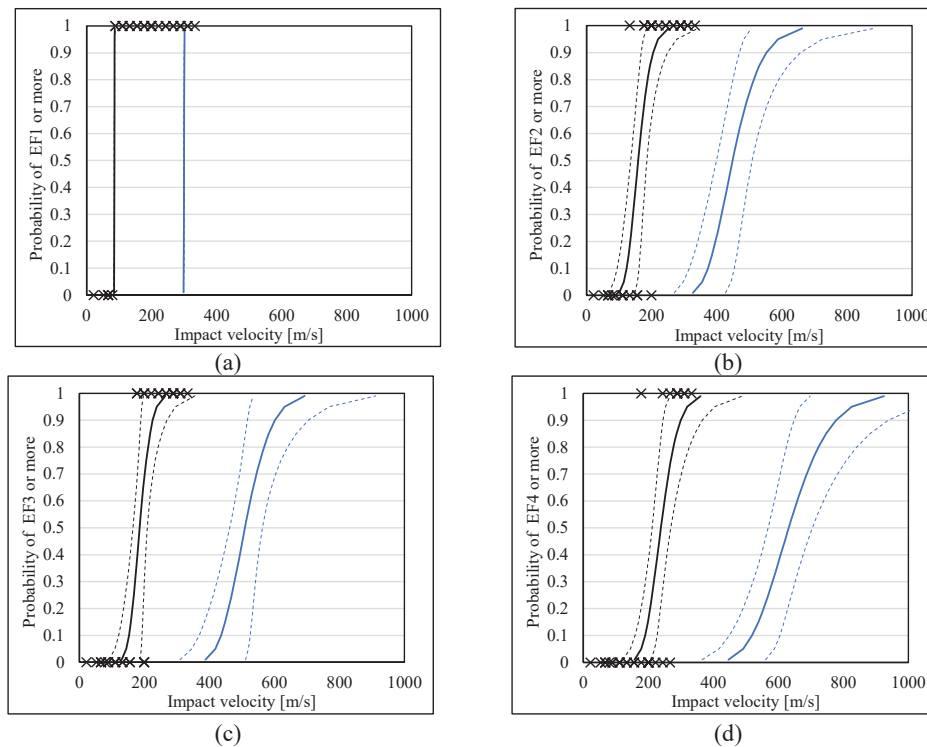 1
0.9
0.8
0.7
0.6
0.5
0.4
0.3
0.2
0.1
0
Probability of EF1 or more
0 200 400 600 800 1000
Impact velocity [m/s]
(a)
1
0.9
0.8
0.7
0.6
0.5
0.4
0.3
0.2
0.1
0
Probability of EF2 or more
0 200 400 600 800 1000
Impact velocity [m/s]
(b)
1
0.9
0.8
0.7
0.6
0.5
0.4
0.3
0.2
0.1
0
Probability of EF3 or more
0 200 400 600 800 1000
Impact velocity [m/s]
(c)
1
0.9
0.8
0.7
0.6
0.5
0.4
0.3
0.2
0.1
0
Probability of EF4 or more
0 200 400 600 800 1000
Impact velocity [m/s]
(d)